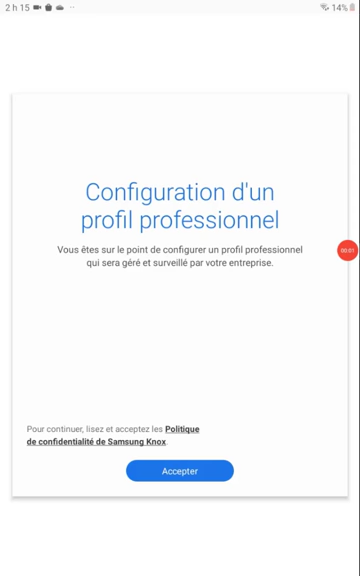 2 h 15
14%
Configuration d'un
profil professionnel
Vous êtes sur le point de configurer un profil professionnel
qui sera géré et surveillé par votre entreprise.
00:01
Pour continuer, lisez et acceptez les Politique
de confidentialité de Samsung Knox.
Accepter